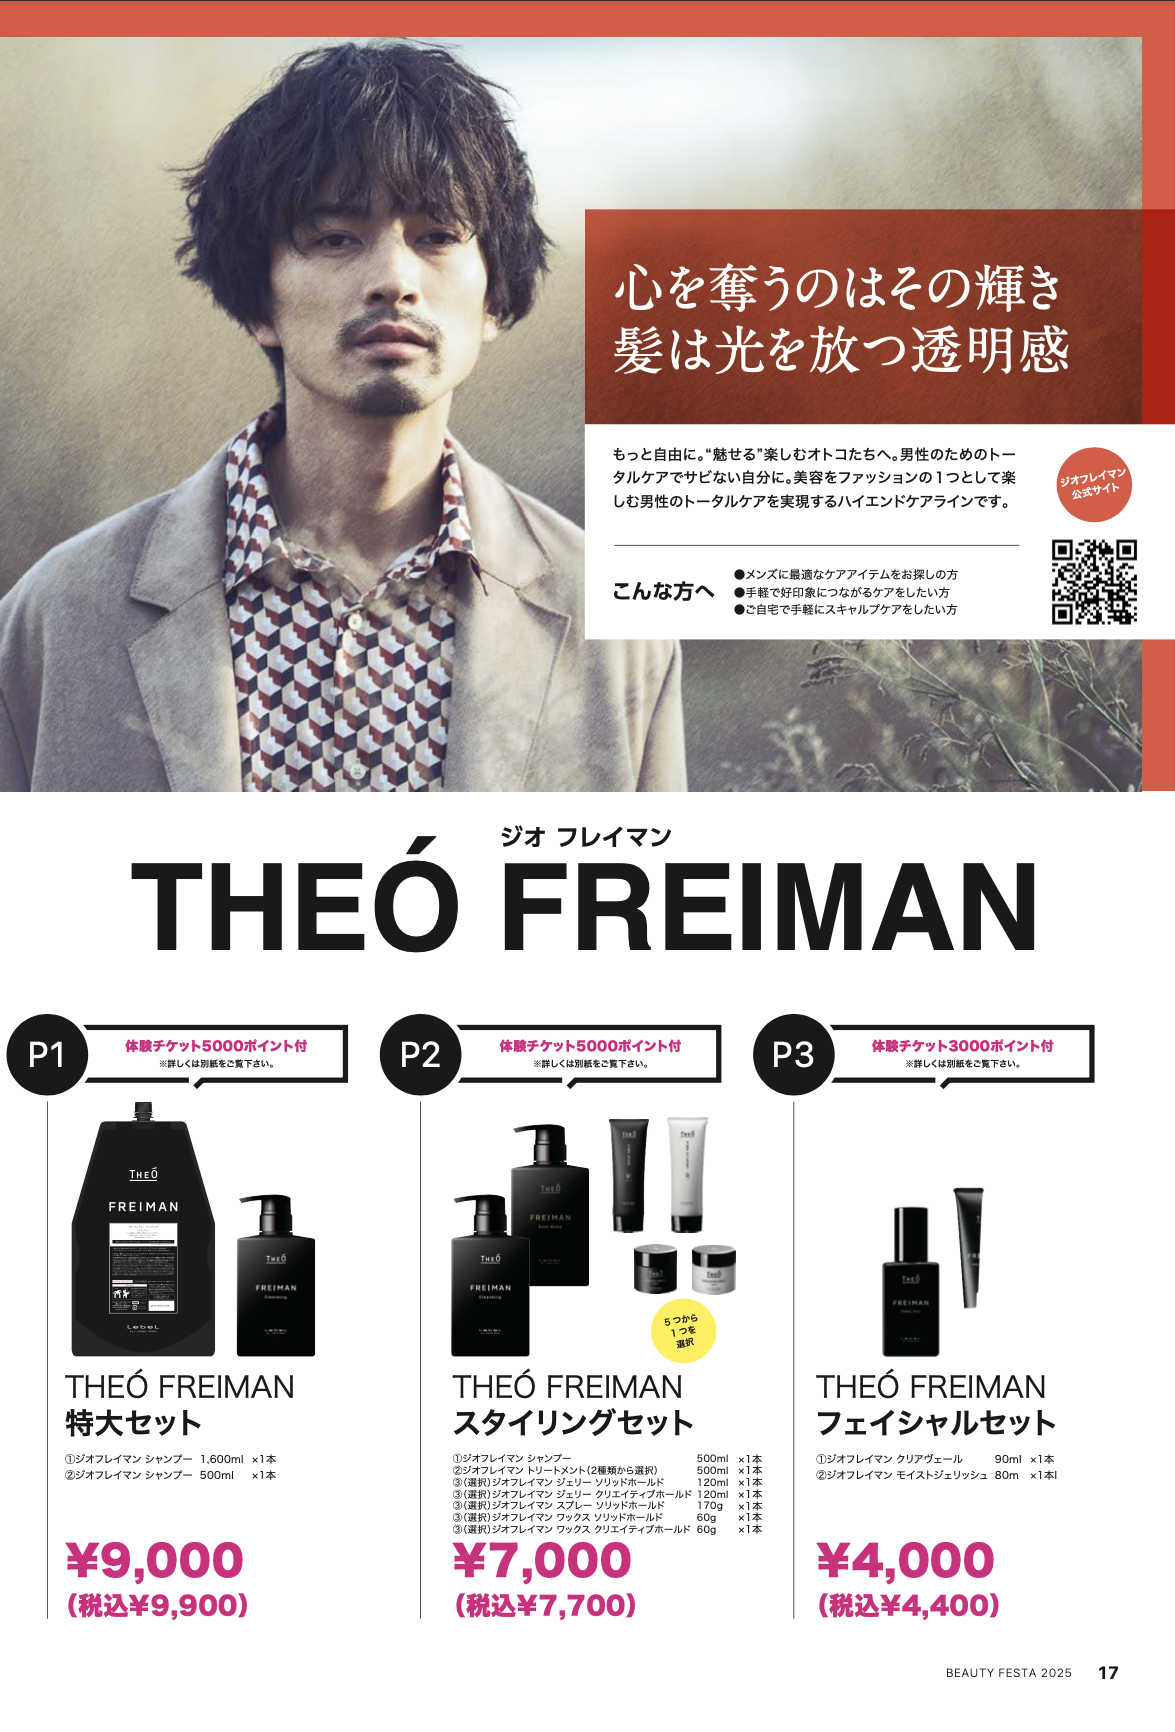 心を奪うのはその輝き
髪は光を放つ透明感
もっと自由に。“魅せる”楽しむオトコたちへ。男性のためのトー
タルケアでサビない自分に。美容をファッションの1つとして楽
しむ男性のトータルケアを実現するハイエンドケアラインです。
ジオフレイマン
公式サイト
こんな方へ
●メンズに最適なケアアイテムをお探しの方
●手軽で好印象につながるケアをしたい方
●ご自宅で手軽にスキャルプケアをしたい方
ジオ フレイマン
THEÓ FREIMAN
P1
体験チケット5000ポイント付
※詳しくは別紙をご覧下さい。
THEÓ
FREIMAN
LebeL
THEÓ
FREIMAN
Cleansing
LebeL
THEÓ FREIMAN
特大セット
①ジオフレイマン シャンプー 1,600ml ×1本
②ジオフレイマン シャンプー 500ml ×1本
¥9,000
(税込¥9,900)
P2
体験チケット5000ポイント付
※詳しくは別紙をご覧下さい。
THEÓ
FREIMAN
LebeL
THEÓ
FREIMAN
Cleansing
LebeL
THEÓ
THEÓ
5つから
1つを
選択
THEÓ FREIMAN
スタイリングセット
①ジオフレイマン シャンプー 500ml ×1本
②ジオフレイマン トリートメント(2種類から選択) 500ml ×1本
③(選択)ジオフレイマン ジェリー ソリッドホールド 120ml ×1本
③(選択)ジオフレイマン ジェリー クリエイティブホールド 120ml ×1本
③(選択)ジオフレイマン スプレー ソリッドホールド 170g ×1本
③(選択)ジオフレイマン ワックス ソリッドホールド 60g ×1本
③(選択)ジオフレイマン ワックス クリエイティブホールド 60g ×1本
¥7,000
(税込¥7,700)
P3
体験チケット3000ポイント付
※詳しくは別紙をご覧下さい。
THEÓ
FREIMAN
LebeL
THEÓ FREIMAN
フェイシャルセット
①ジオフレイマン クリアヴェール 90ml ×1本
②ジオフレイマン モイストジェリッシュ 80m ×1本l
¥4,000
(税込¥4,400)
BEAUTY FESTA 2025 17